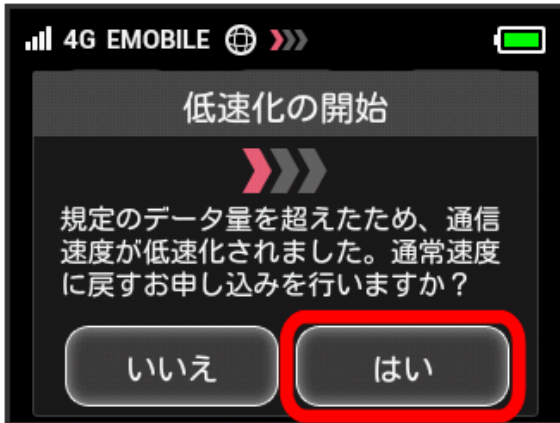 4G EMOBILE
低速化の開始
規定のデータ量を超えたため、通信
速度が低速化されました。通常速度
に戻すお申し込みを行いますか？
いいえ はい